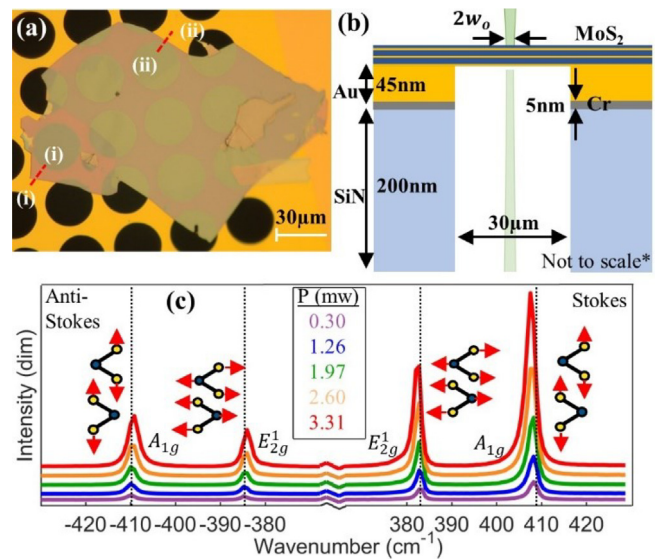 (a)
(ii)
(ii)
(i)
(i)
30μm
(b)
2w₀
MoS₂
Au
45nm
5nm
Cr
SiN
200nm
30μm
Not to scale*
Anti-
Stokes
(c)
P (mw)
0.30
1.26
1.97
2.60
3.31
Stokes
A₁g
E¹₂g
E¹₂g
A₁g
Intensity (dim)
-420 -410 -400 -385 -380 380 390 400 410 420
Wavenumber (cm⁻¹)